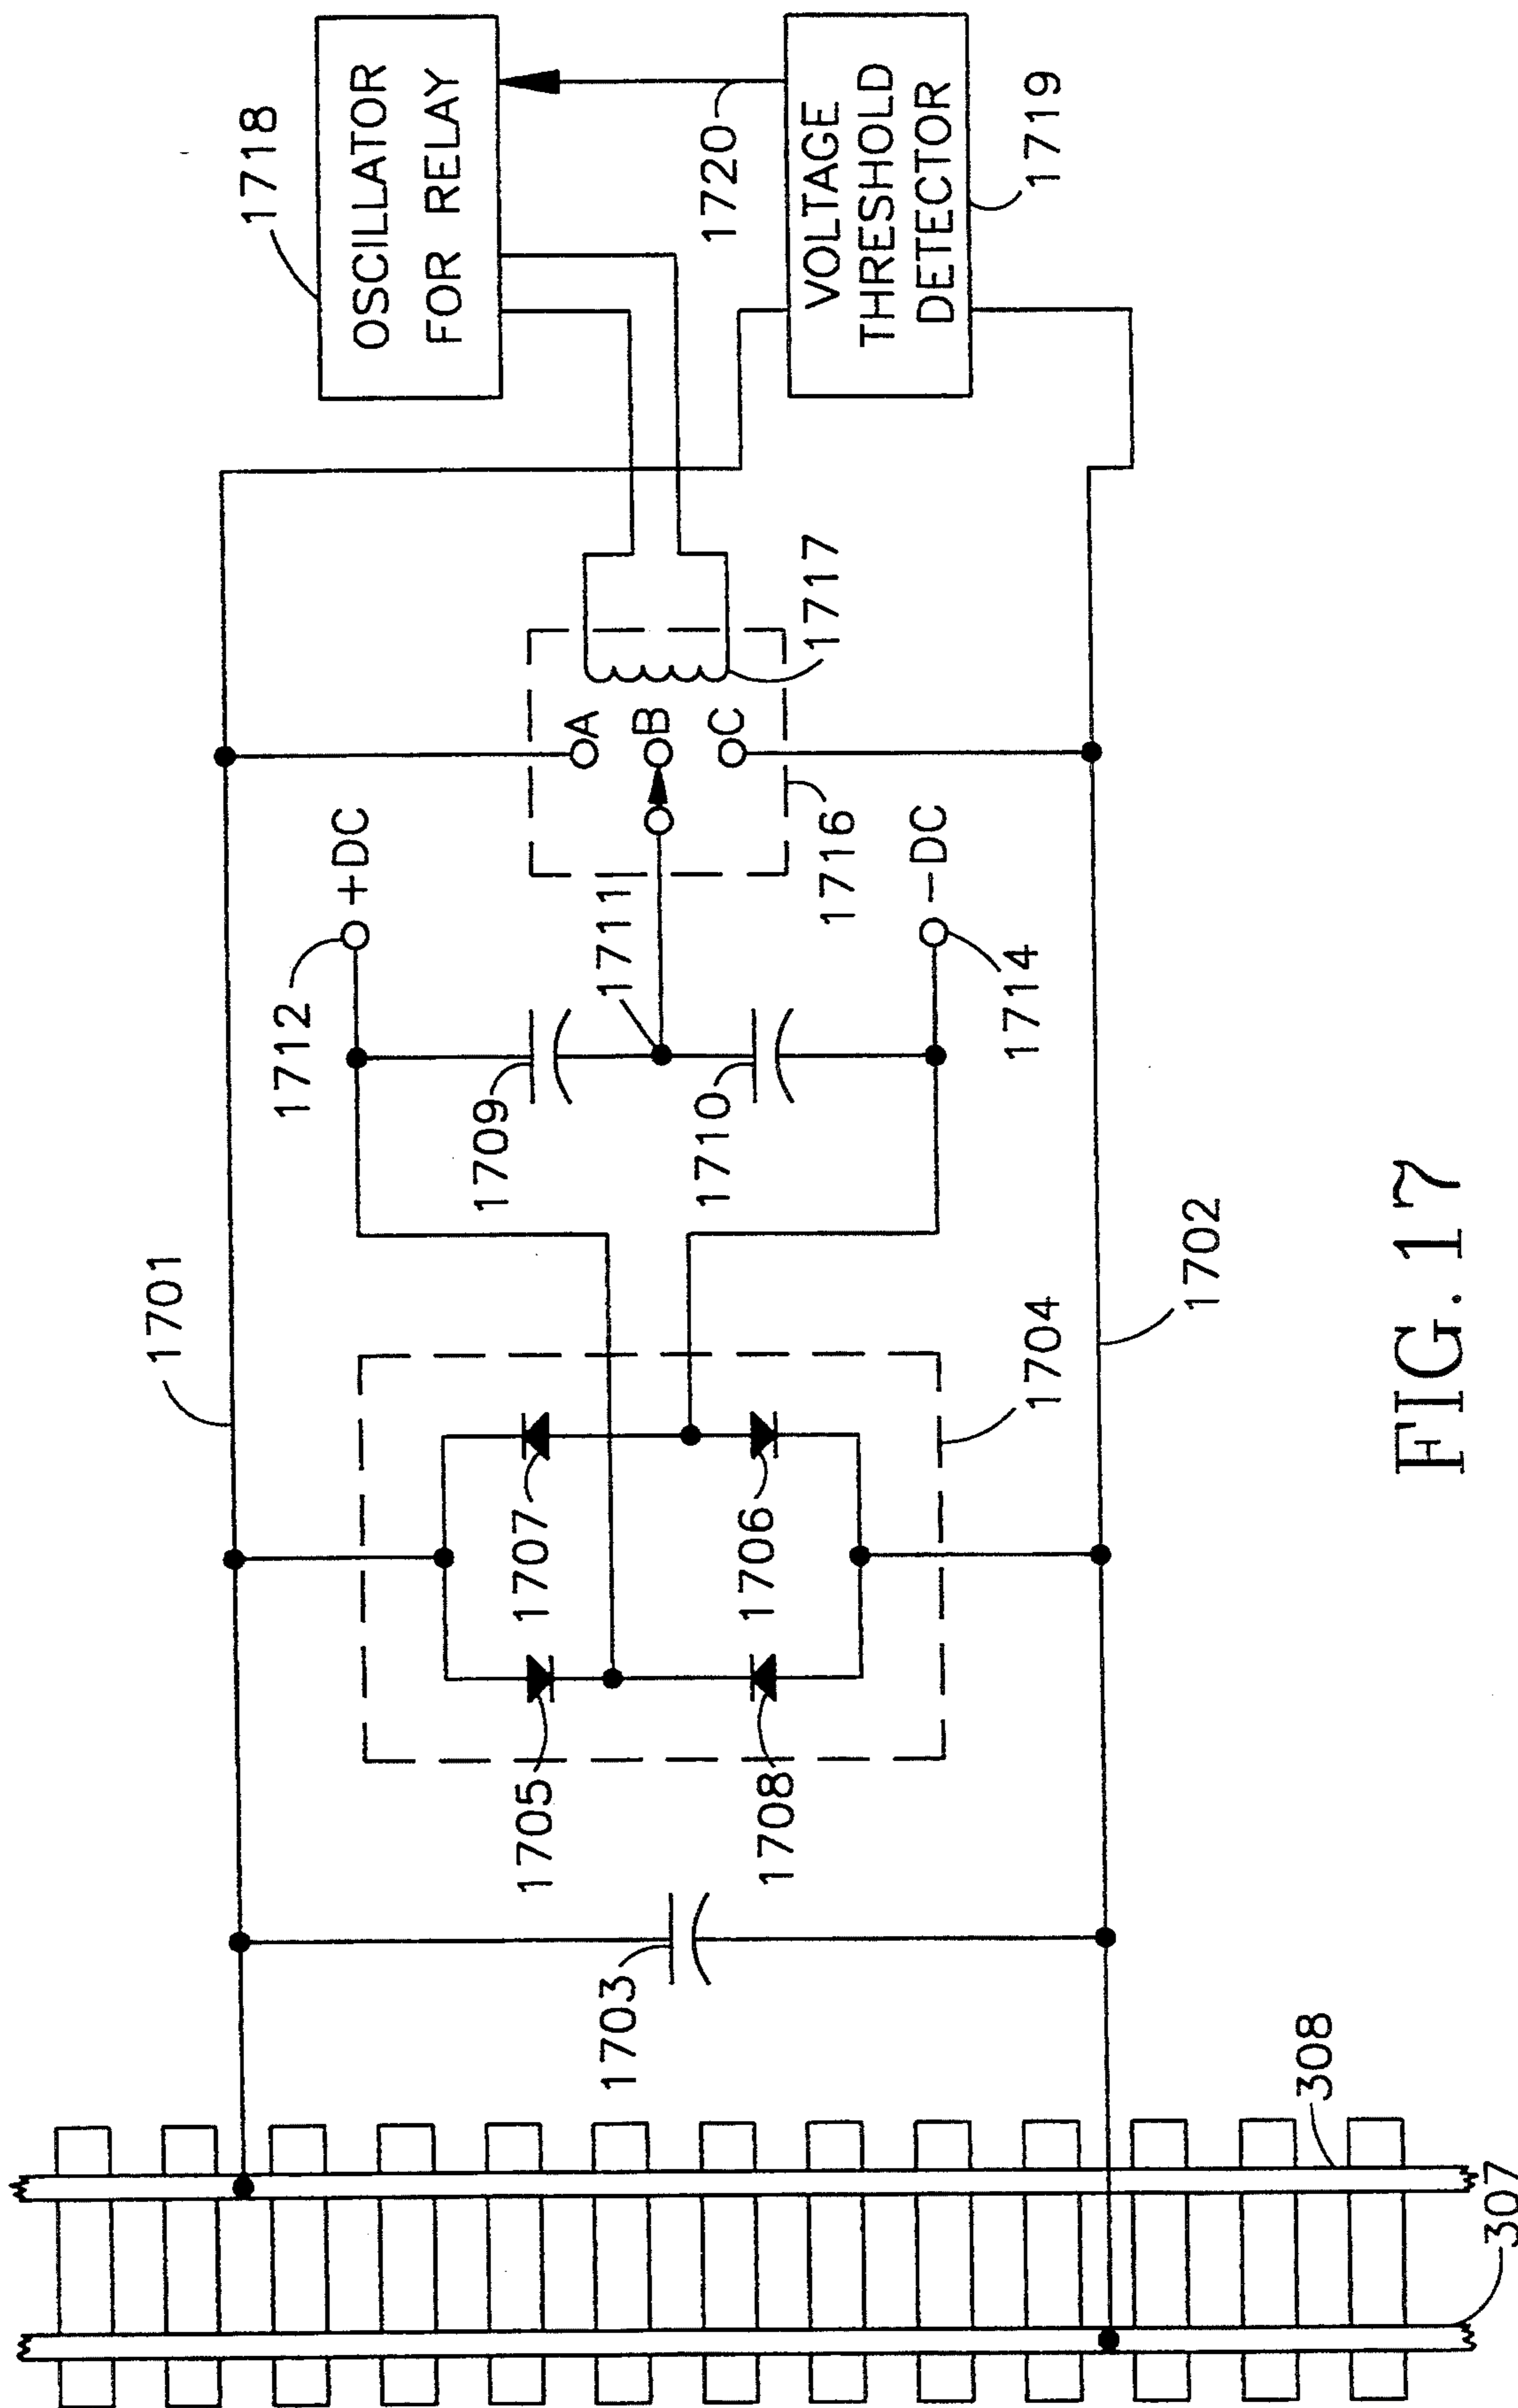 1718
OSCILLATOR
FOR RELAY
1720
VOLTAGE
THRESHOLD
DETECTOR
1719
1717
A
B
C
1716
+DC
1712
1711
-DC
1714
1709
1710
1701
1702
1704
1707
1706
1705
1708
1703
308
307
FIG. 17